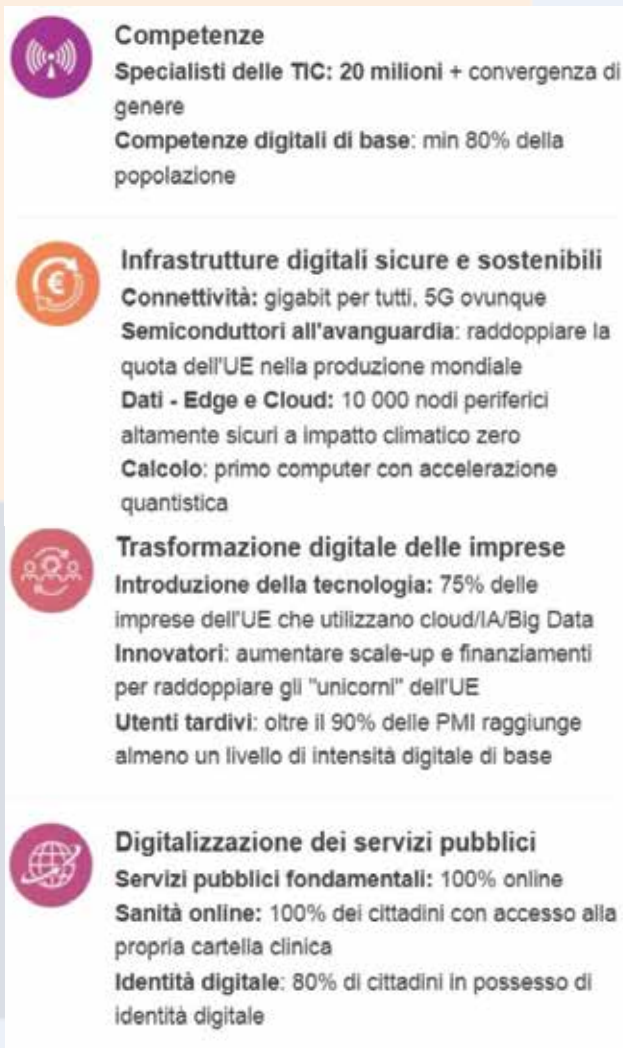 Competenze
Specialisti delle TIC: 20 milioni + convergenza di
genere
Competenze digitali di base: min 80% della
popolazione
Infrastrutture digitali sicure e sostenibili
Connettività: gigabit per tutti, 5G ovunque
Semiconduttori all'avanguardia: raddoppiare la
quota dell'UE nella produzione mondiale
Dati - Edge e Cloud: 10 000 nodi periferici
altamente sicuri a impatto climatico zero
Calcolo: primo computer con accelerazione
quantistica
Trasformazione digitale delle imprese
Introduzione della tecnologia: 75% delle
imprese dell'UE che utilizzano cloud/IA/Big Data
Innovatori: aumentare scale-up e finanziamenti
per raddoppiare gli "unicorni" dell'UE
Utenti tardivi: oltre il 90% delle PMI raggiunge
almeno un livello di intensità digitale di base
Digitalizzazione dei servizi pubblici
Servizi pubblici fondamentali: 100% online
Sanità online: 100% dei cittadini con accesso alla
propria cartella clinica
Identità digitale: 80% di cittadini in possesso di
identità digitale